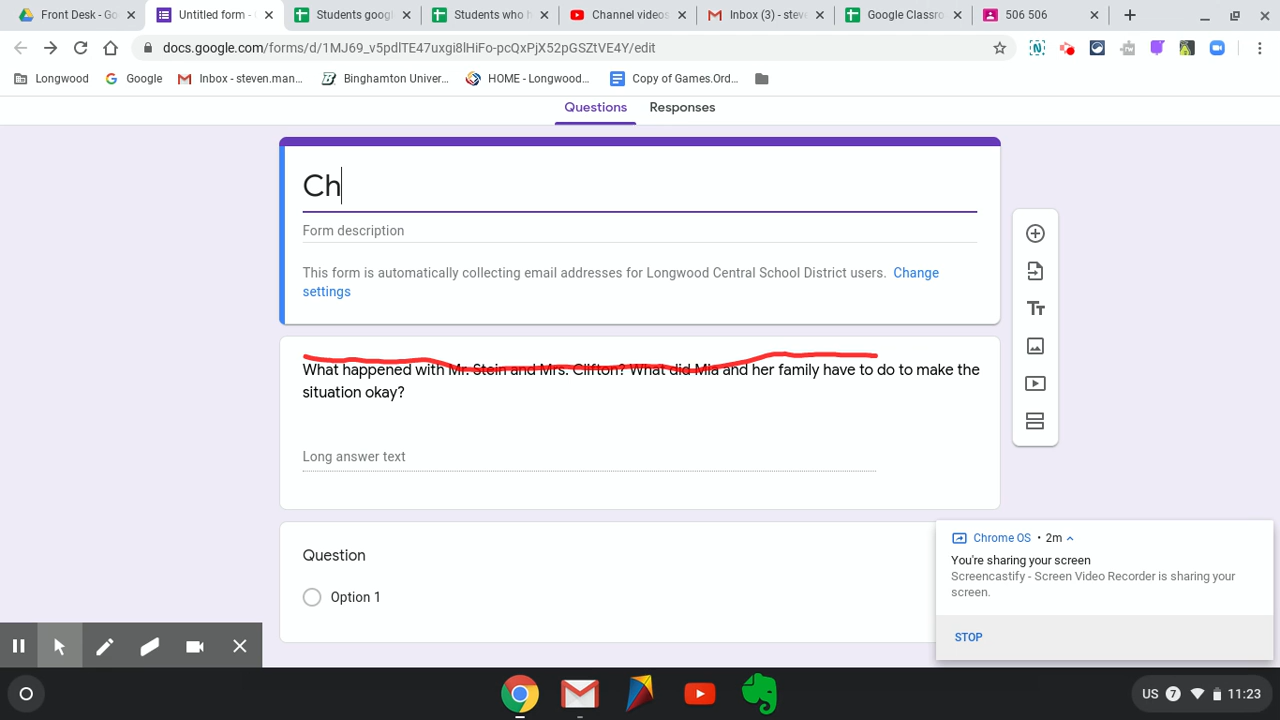 Front Desk - Go
Untitled form -
Students googl
Students who h
Channel videos
Inbox (3) - steve
Google Classro
506 506
docs.google.com/forms/d/1MJ69_v5pdlTE47uxgi8lHiFo-pcQxPjX52pGSZtVE4Y/edit
Longwood
Google
Inbox - steven.man...
Binghamton Univer...
HOME - Longwood...
Copy of Games.Ord...
Questions
Responses
Ch
Form description
This form is automatically collecting email addresses for Longwood Central School District users. Change
settings
What happened with Mr. Stein and Mrs. Clifton? What did Mia and her family have to do to make the
situation okay?
Long answer text
Question
Option 1
Chrome OS • 2m
You're sharing your screen
Screencastify - Screen Video Recorder is sharing your
screen.
STOP
US 7 11:23